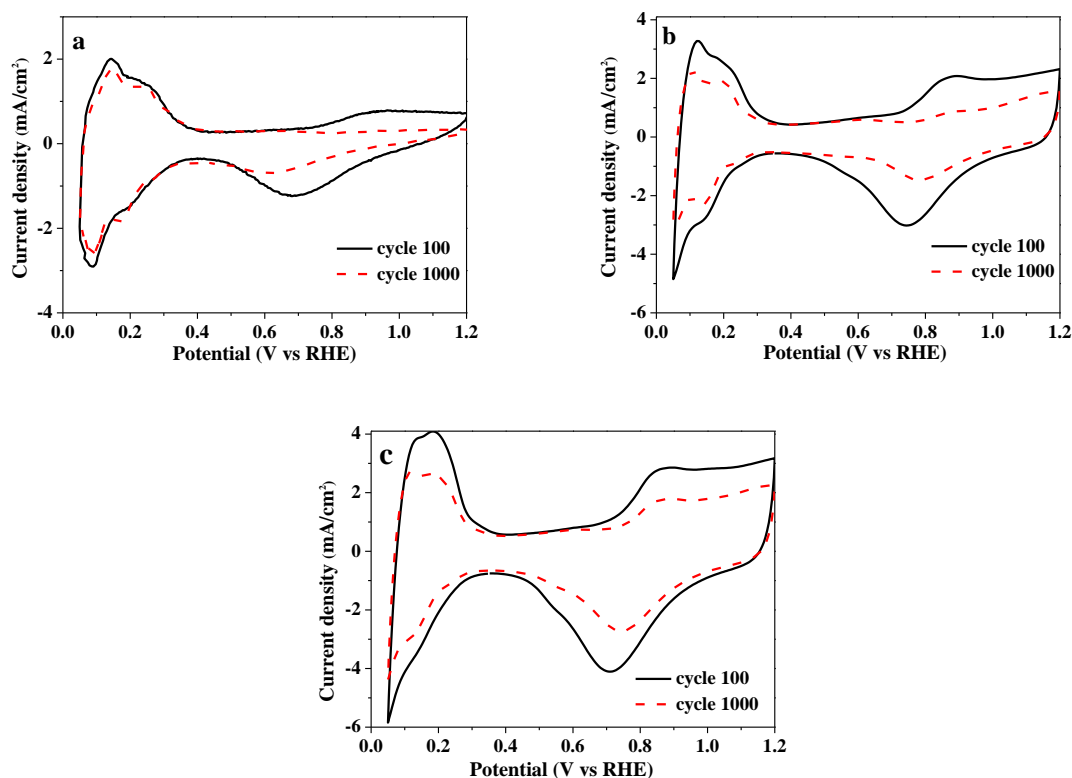 a
Current density (mA/cm²)
2
0
-2
-4
0.0 0.2 0.4 0.6 0.8 1.0 1.2
Potential (V vs RHE)
cycle 100
cycle 1000
b
Current density (mA/cm²)
4
2
0
-2
-4
-6
0.0 0.2 0.4 0.6 0.8 1.0 1.2
Potential (V vs RHE)
cycle 100
cycle 1000
c
Current density (mA/cm²)
4
2
0
-2
-4
-6
0.0 0.2 0.4 0.6 0.8 1.0 1.2
Potential (V vs RHE)
cycle 100
cycle 1000